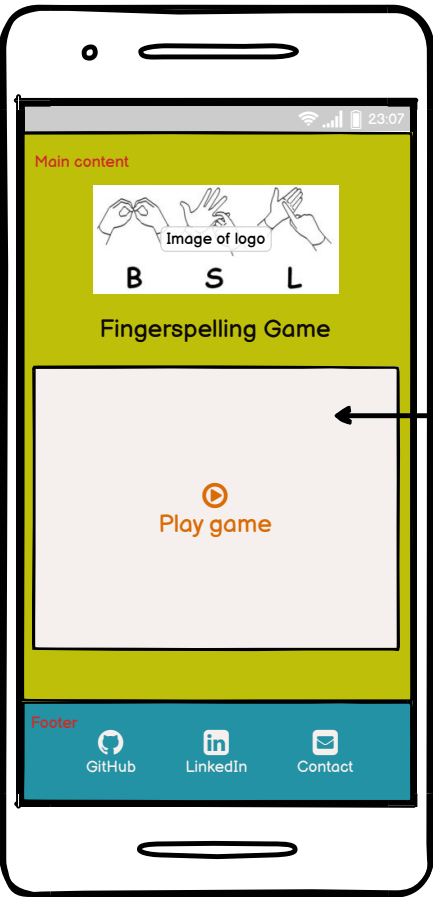 23:07
Main content
Image of logo
B S L
Fingerspelling Game
Play game
Footer
GitHub LinkedIn Contact